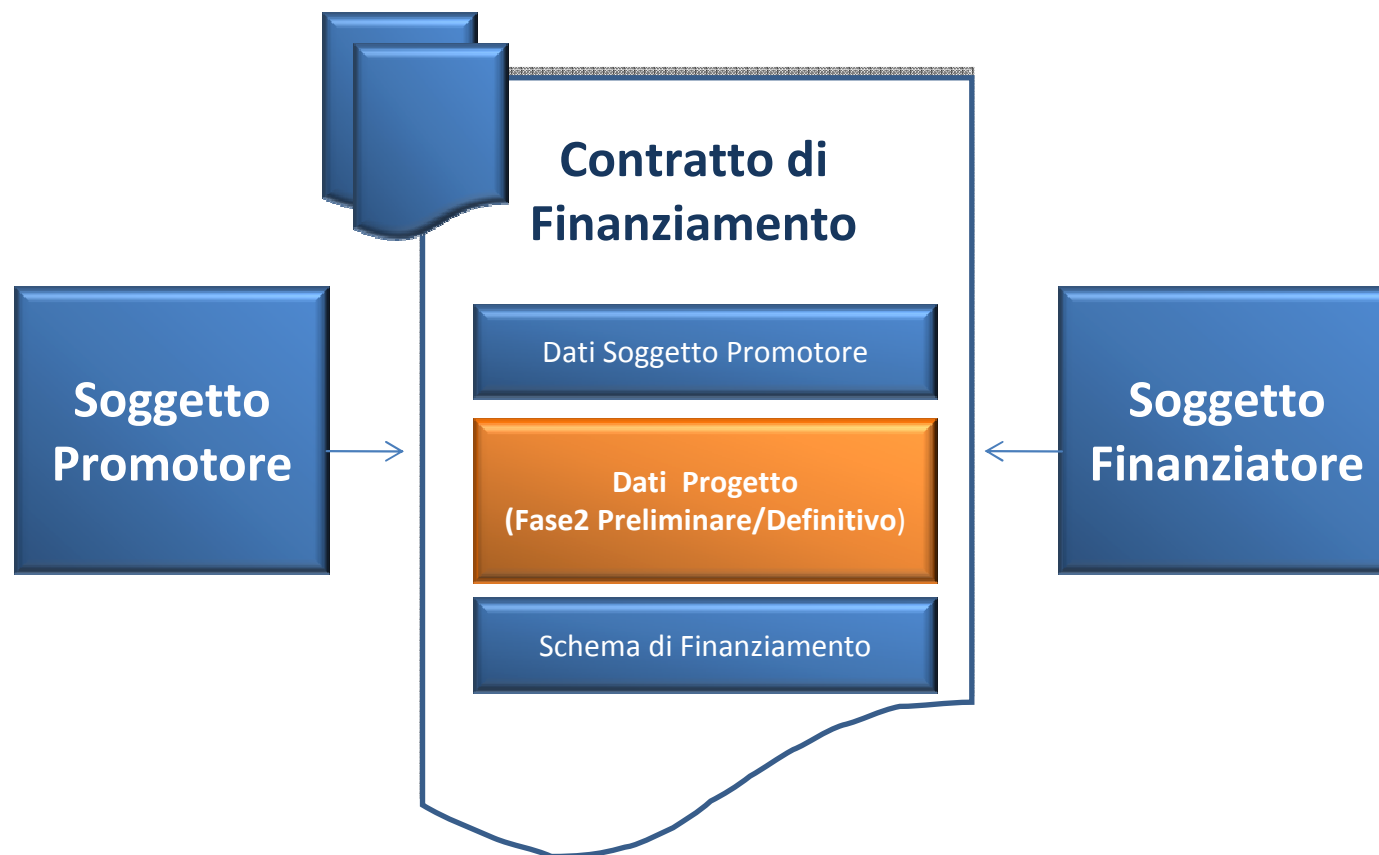 Contratto di
Finanziamento
Soggetto
Promotore
Dati Soggetto Promotore
Dati  Progetto
(Fase2 Preliminare/Definitivo)
Schema di Finanziamento
Soggetto
Finanziatore